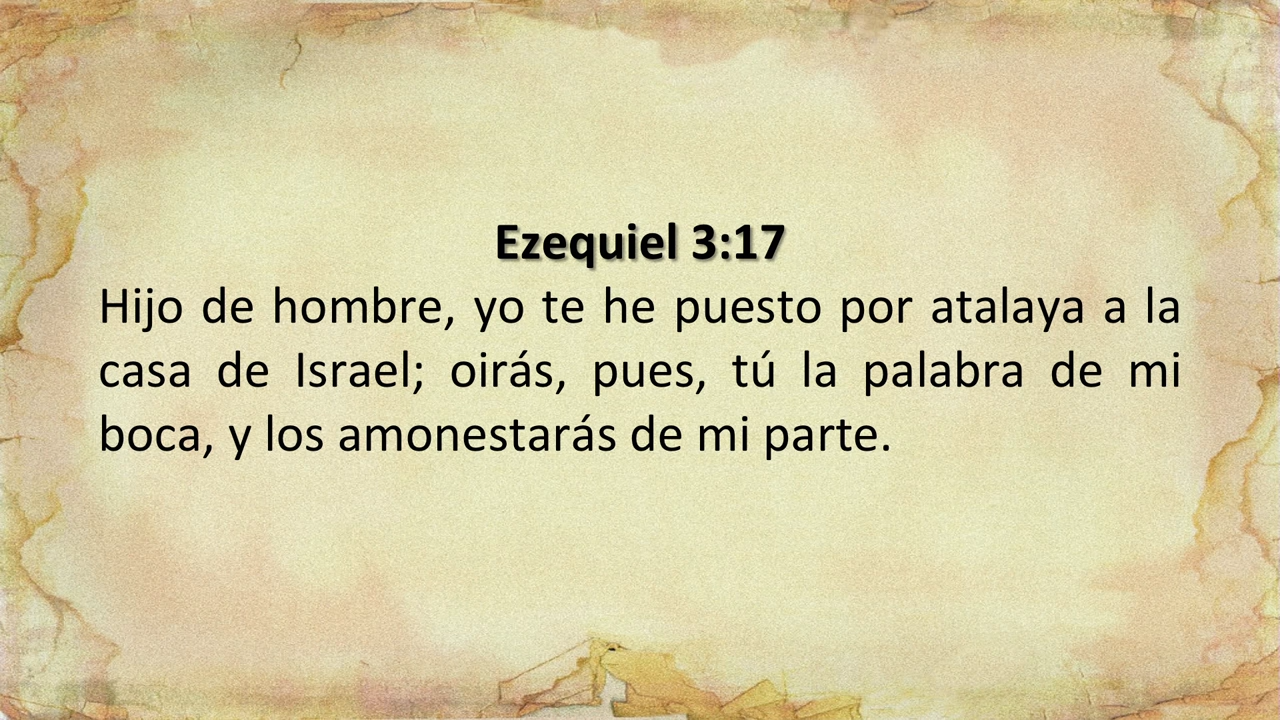 Ezequiel 3:17
Hijo de hombre, yo te he puesto por atalaya a la
casa de Israel; oirás, pues, tú la palabra de mi
boca, y los amonestarás de mi parte.